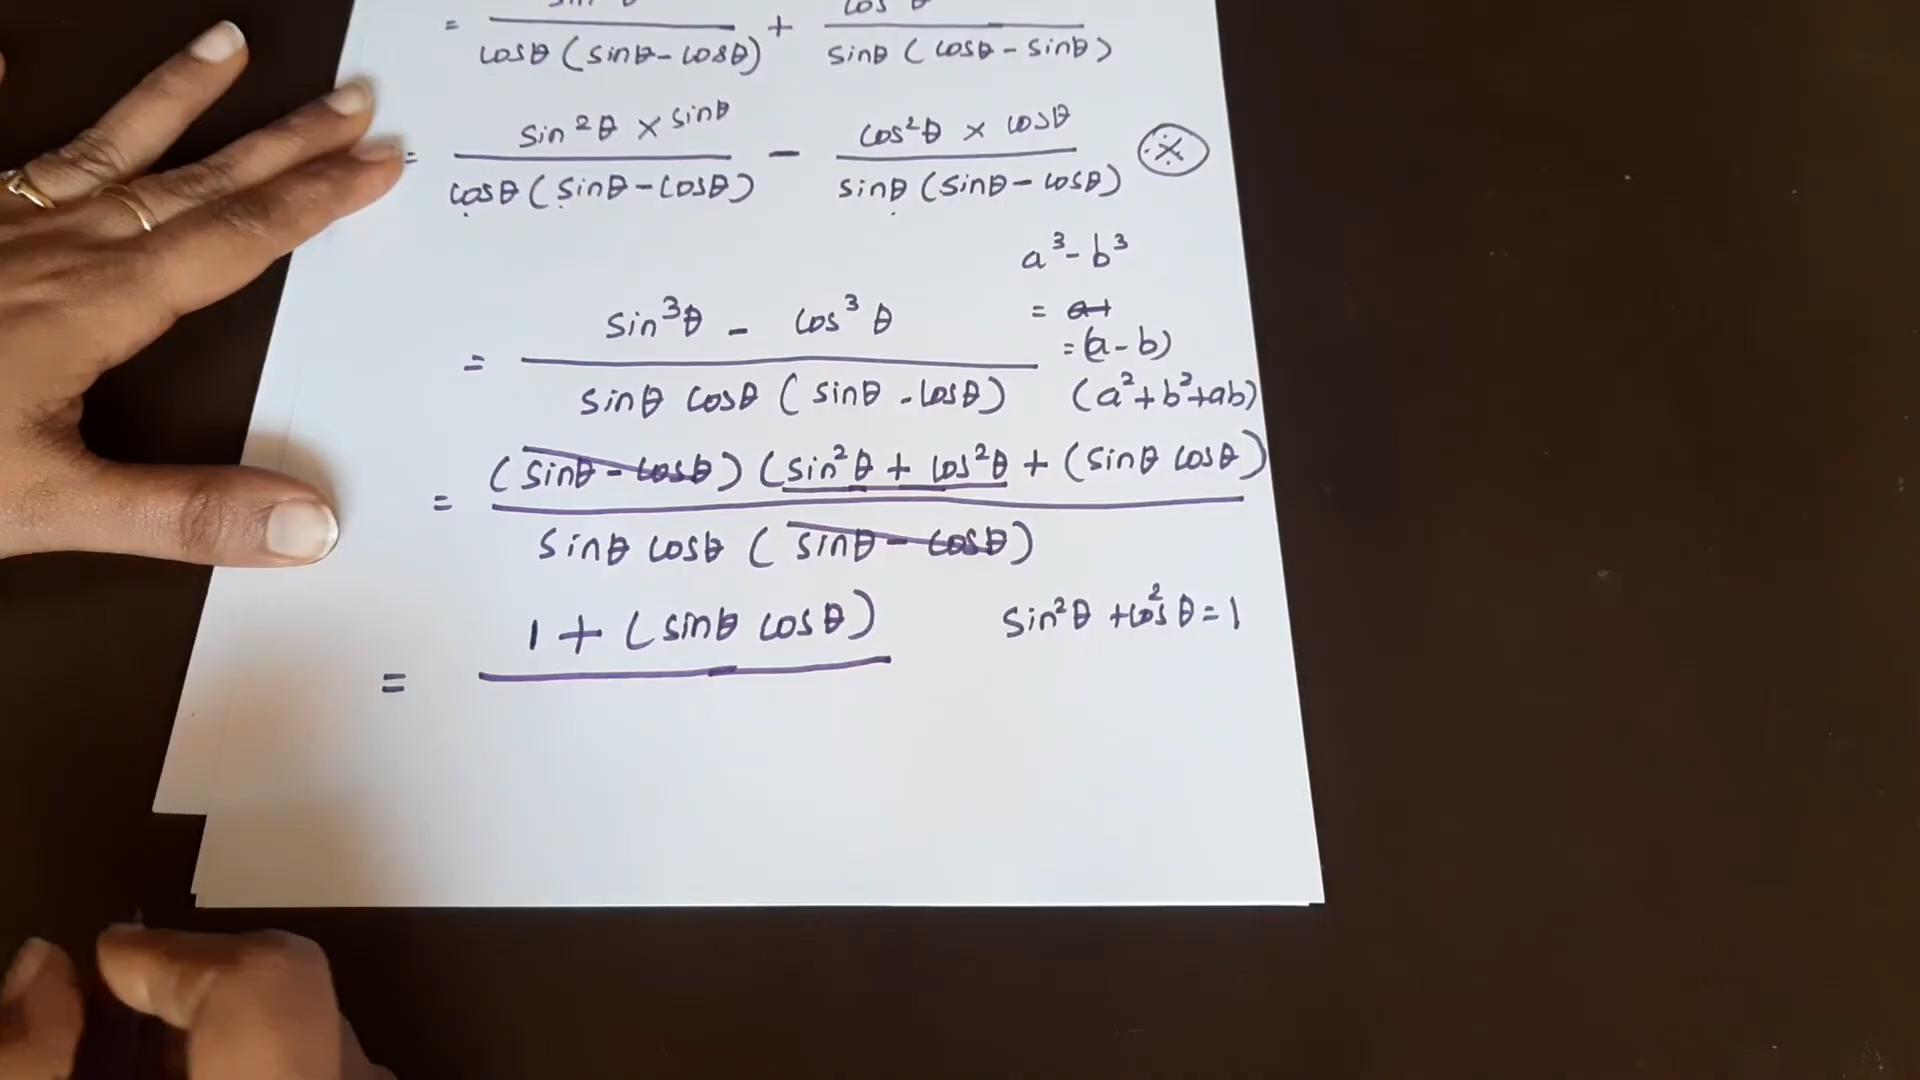 = / cosθ (sinθ - cosθ) + / sinθ (cosθ - sinθ)
= sin²θ × sinθ / cosθ (sinθ - cosθ) - cos²θ × cosθ / sinθ (sinθ - cosθ) ※
a³ - b³
= sin³θ - cos³θ / sinθ cosθ (sinθ - cosθ)
=
= (a - b)
(a² + b² + ab)
= (sinθ - cosθ) (sin²θ + cos²θ + (sinθ cosθ) / sinθ cosθ (sinθ - cosθ)
= 1 + (sinθ cosθ)
sin²θ + cos²θ = 1